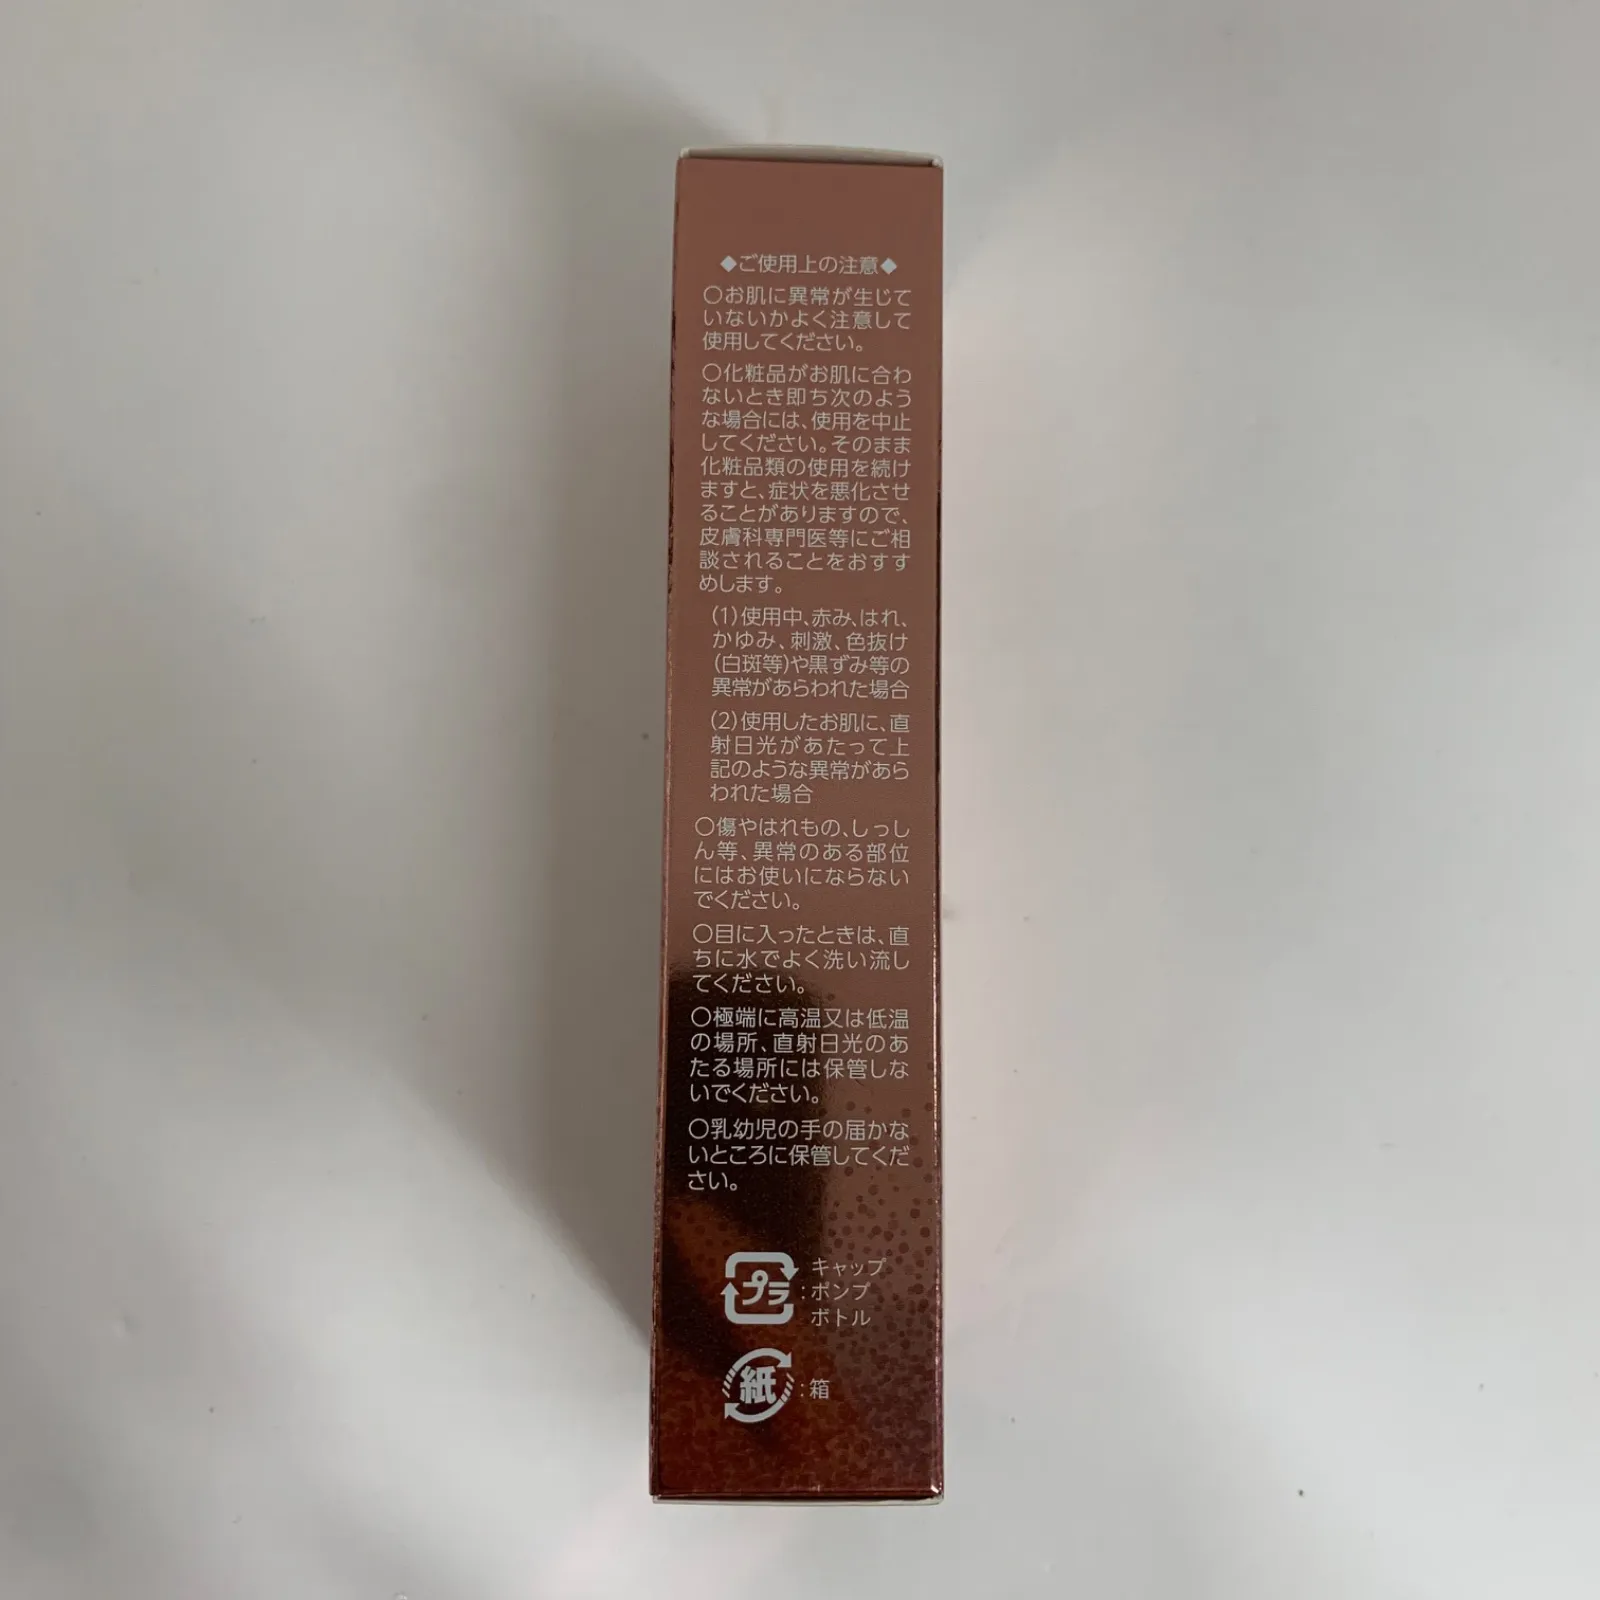 ◆ご使用上の注意◆
〇お肌に異常が生じて
いないかよく注意して
使用してください。
〇化粧品がお肌に合わ
ないとき即ち次のよう
な場合には、使用を中止
してください。そのまま
化粧品類の使用を続け
ますと、症状を悪化させ
ることがありますので、
皮膚科専門医等にご相
談されることをおすす
めします。
(1)使用中、赤み、はれ、
かゆみ、刺激、色抜け
(白斑等)や黒ずみ等の
異常があらわれた場合
(2)使用したお肌に、直
射日光があたって上
記のような異常があら
われた場合
〇傷やはれもの、しっし
ん等、異常のある部位
にはお使いにならない
でください。
〇目に入ったときは、直
ちに水でよく洗い流し
てください。
〇極端に高温又は低温
の場所、直射日光のあ
たる場所には保管しな
いでください。
〇乳幼児の手の届かな
いところに保管してくだ
さい。
キャップ
プラ:ポンプ
ボトル
紙:箱